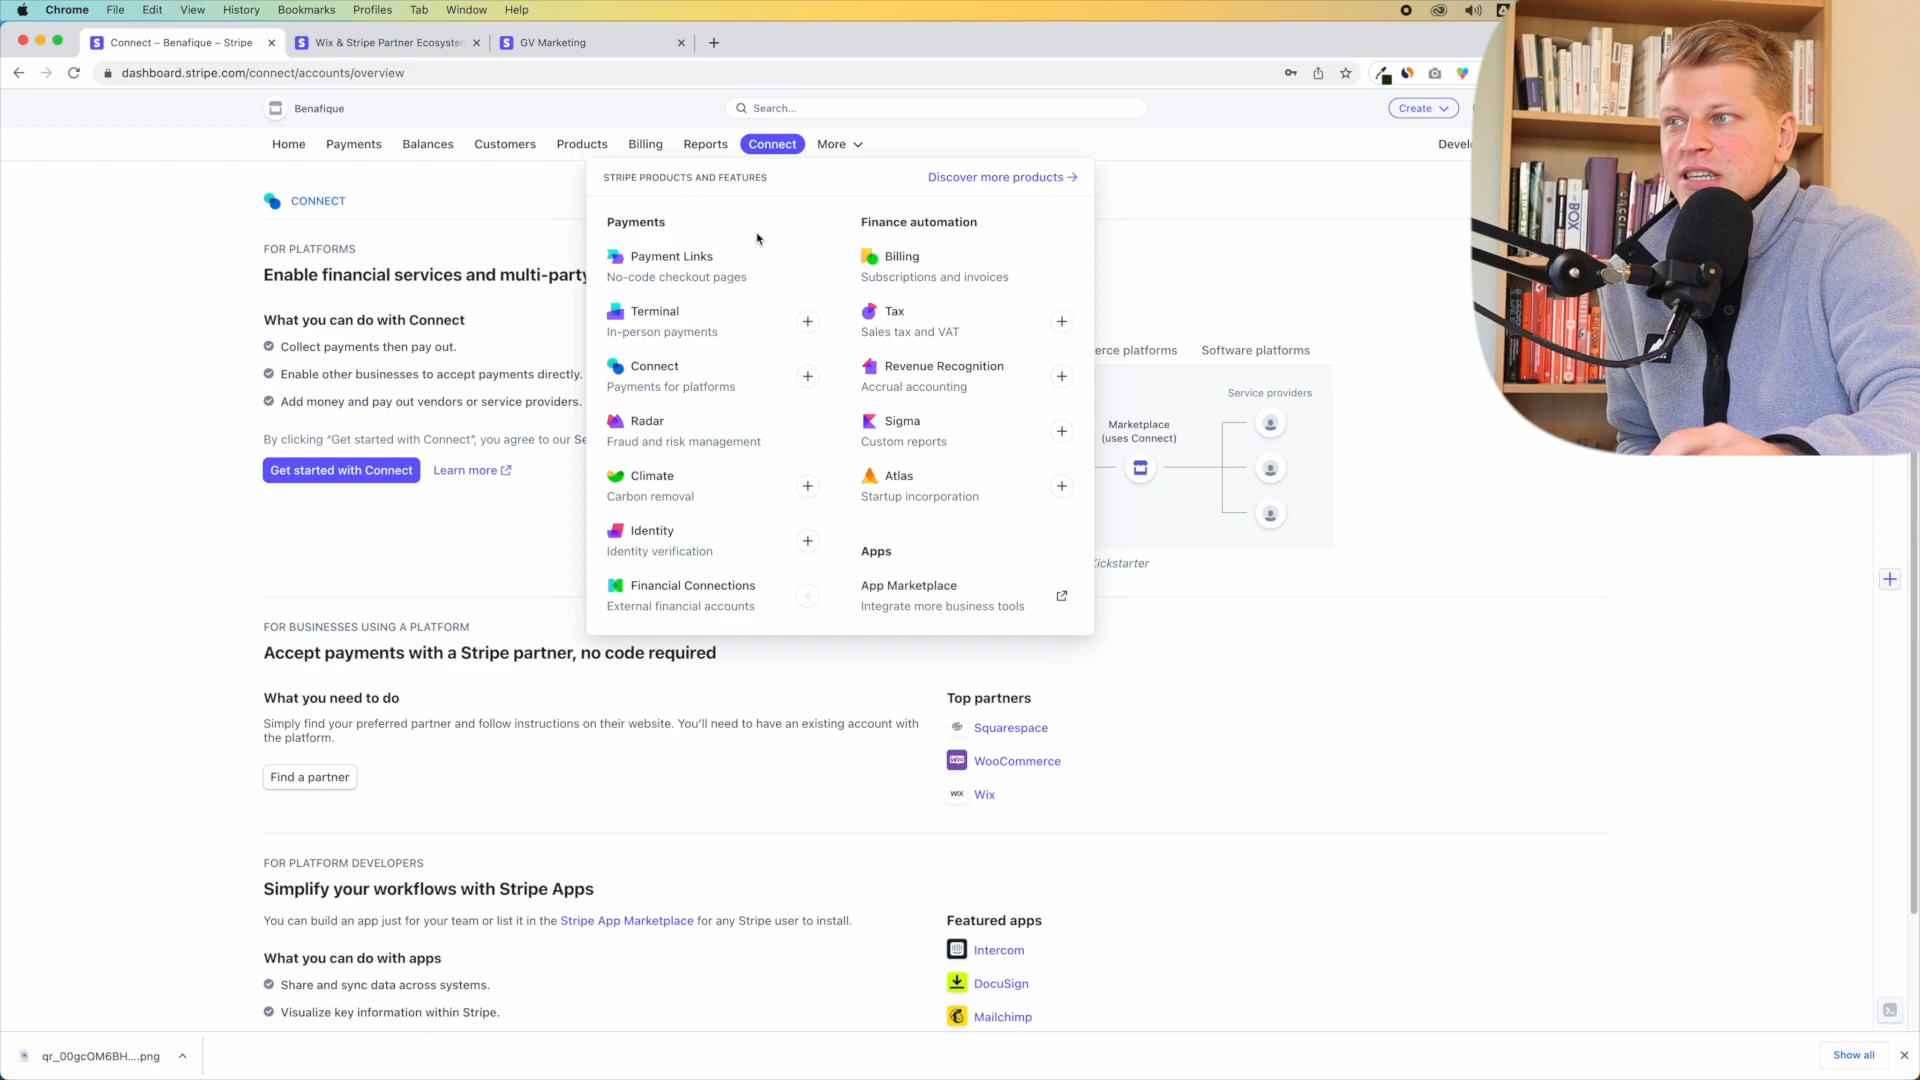 Chrome File Edit View History Bookmarks Profiles Tab Window Help
Connect – Benafique – Stripe
Wix & Stripe Partner Ecosyster
GV Marketing
dashboard.stripe.com/connect/accounts/overview
Benafique
Search...
Create
Home Payments Balances Customers Products Billing Reports Connect More
Devel
STRIPE PRODUCTS AND FEATURES
Discover more products →
Payments
Payment Links
No-code checkout pages
Terminal
In-person payments
Connect
Payments for platforms
Radar
Fraud and risk management
Climate
Carbon removal
Identity
Identity verification
Financial Connections
External financial accounts
Finance automation
Billing
Subscriptions and invoices
Tax
Sales tax and VAT
Revenue Recognition
Accrual accounting
Sigma
Custom reports
Atlas
Startup incorporation
Apps
App Marketplace
Integrate more business tools
CONNECT
FOR PLATFORMS
Enable financial services and multi-party
What you can do with Connect
Collect payments then pay out.
Enable other businesses to accept payments directly.
Add money and pay out vendors or service providers.
By clicking “Get started with Connect”, you agree to our Se
Get started with Connect
Learn more
erce platforms
Software platforms
Service providers
Marketplace
(uses Connect)
Kickstarter
FOR BUSINESSES USING A PLATFORM
Accept payments with a Stripe partner, no code required
What you need to do
Simply find your preferred partner and follow instructions on their website. You’ll need to have an existing account with
the platform.
Find a partner
Top partners
Squarespace
WOO
WooCommerce
WIX
Wix
FOR PLATFORM DEVELOPERS
Simplify your workflows with Stripe Apps
You can build an app just for your team or list it in the Stripe App Marketplace for any Stripe user to install.
What you can do with apps
Share and sync data across systems.
Visualize key information within Stripe.
Featured apps
Intercom
DocuSign
Mailchimp
qr_00gcOM6BH....png
Show all
BOX